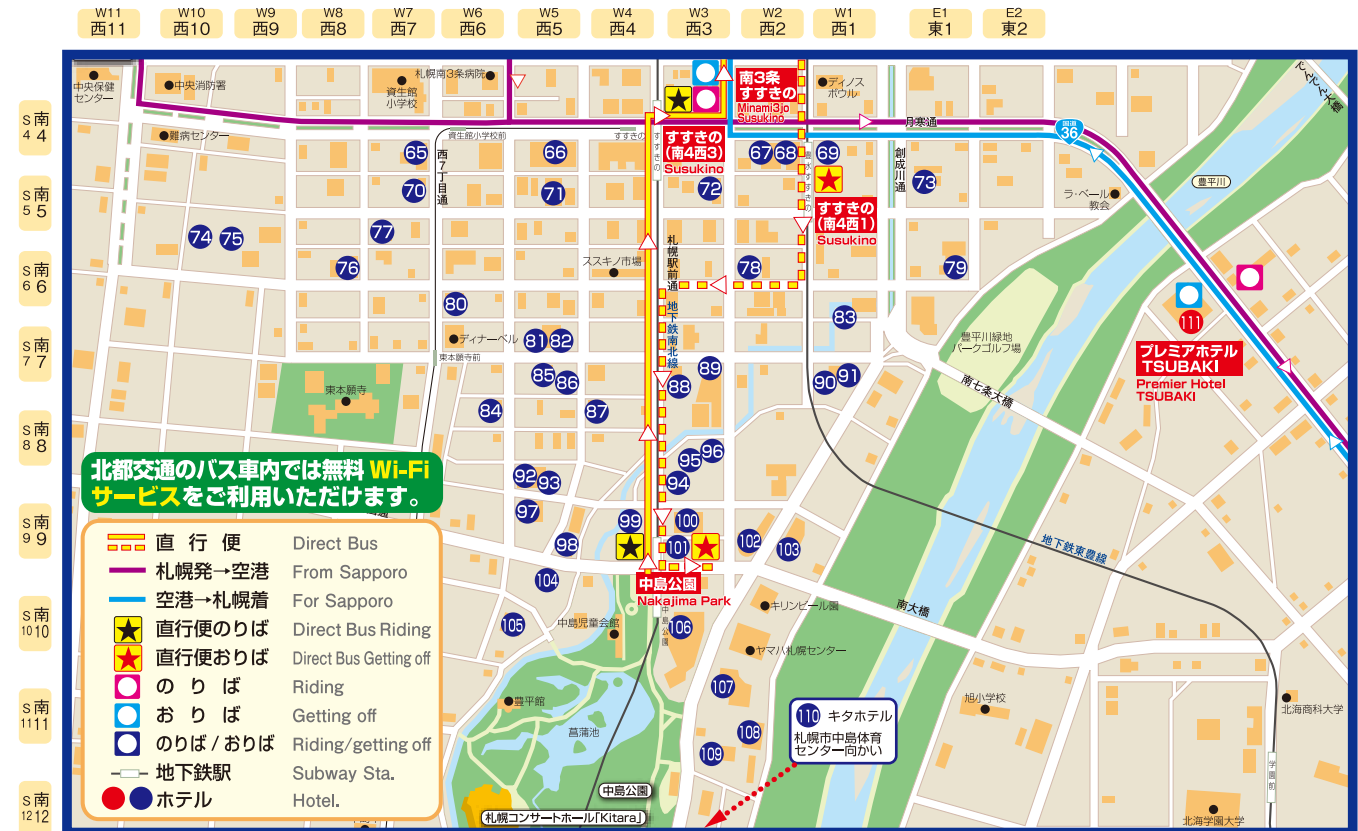 W11 W10 W9 W8 W7 W6 W5 W4 W3 W2 W1 E1 E2
西11 西10 西9 西8 西7 西6 西5 西4 西3 西2 西1 東1 東2
S4 南4
S5 南5
S6 南6
S7 南7
S8 南8
S9 南9
S10 南10
S11 南11
S12 南12
中央保健
センター
中央消防署
資生館
小学校
札幌南3条病院
難病センター
資生館小学校前
すすきの
すすきの
南3条
すすきの
Minami3jo
Susukino
ディノス
ボウル
月寒通
国道
36
すすきの
(南4西3)
Susukino
65
西7丁目通
66
67
68
69
豊水すすきの
創成川通
70
71
72
73
ラ・ベール
教会
豊平川
すすきの
(南4西1)
Susukino
74
75
77
76
ススキノ市場
札幌駅前通
78
79
80
地下鉄南北線
83
111
プレミアホテル
TSUBAKI
Premier Hotel
TSUBAKI
ディナーベル
東本願寺前
81
82
豊平川緑地
パークゴルフ場
東本願寺
85
86
88
89
90
91
南七条大橋
84
87
北都交通のバス車内では無料 Wi-Fi
サービスをご利用いただけます。
92
93
94
95
96
97
98
99
100
101
102
103
地下鉄東豊線
直行便 Direct Bus
札幌発→空港 From Sapporo
空港→札幌着 For Sapporo
直行便のりば Direct Bus Riding
直行便おりば Direct Bus Getting off
のりば Riding
おりば Getting off
のりば / おりば Riding/getting off
地下鉄駅 Subway Sta.
ホテル Hotel.
104
中島公園
Nakajima Park
中島公園
南大橋
105
中島児童会館
106
キリンビール園
ヤマハ札幌センター
107
豊平館
菖蒲池
108
109
110 キタホテル
札幌市中島体育
センター向かい
旭小学校
北海商科大学
学園前
中島公園
札幌コンサートホール「Kitara」
北海学園大学